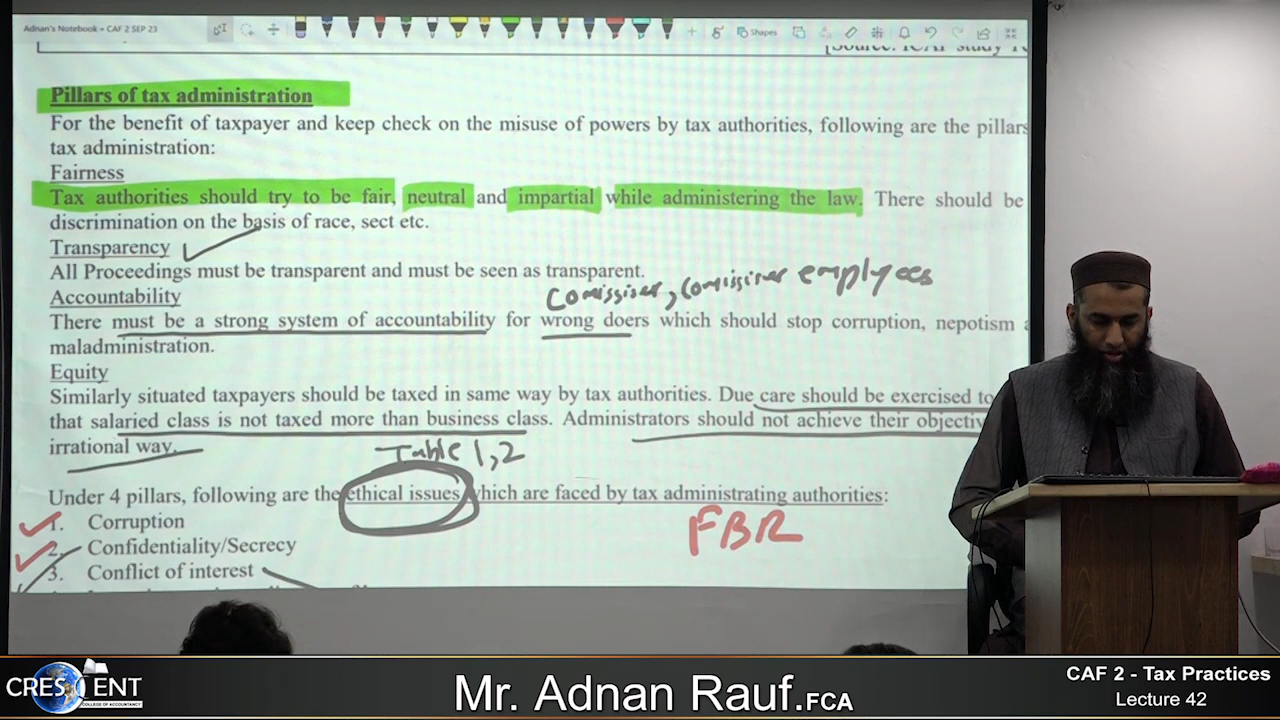 Adnan's Notebook » CAF 2 SEP 23
Shapes
[Source: ICAP study
Pillars of tax administration
For the benefit of taxpayer and keep check on the misuse of powers by tax authorities, following are the pillars
tax administration:
Fairness
Tax authorities should try to be fair, neutral and impartial while administering the law. There should be
discrimination on the basis of race, sect etc.
Transparency
All Proceedings must be transparent and must be seen as transparent.
Comissiner, Comissiner emplyees
Accountability
There must be a strong system of accountability for wrong doers which should stop corruption, nepotism
maladministration.
Equity
Similarly situated taxpayers should be taxed in same way by tax authorities. Due care should be exercised to
that salaried class is not taxed more than business class. Administrators should not achieve their objectiv
irrational way.
Table 1,2
Under 4 pillars, following are the ethical issues which are faced by tax administrating authorities:
1. Corruption
FBR
2. Confidentiality/Secrecy
3. Conflict of interest
CRESCENT
COLLEGE OF ACCOUNTANCY
Mr. Adnan Rauf.FCA
CAF 2 - Tax Practices
Lecture 42